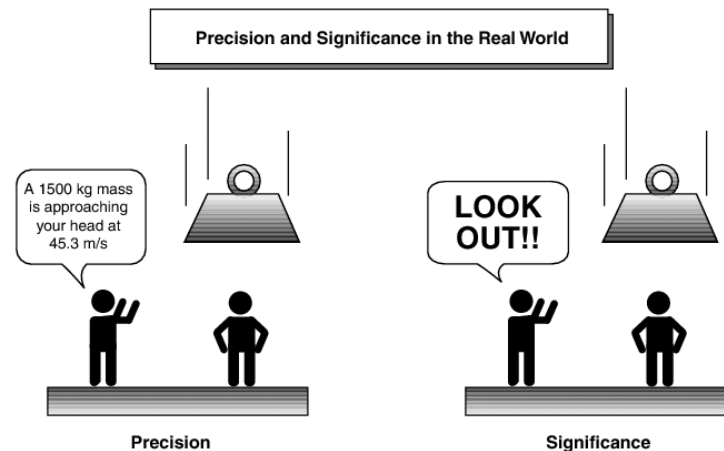 Precision and Significance in the Real World
A 1500 kg mass
is approaching
your head at
45.3 m/s
LOOK
OUT!!
Precision
Significance